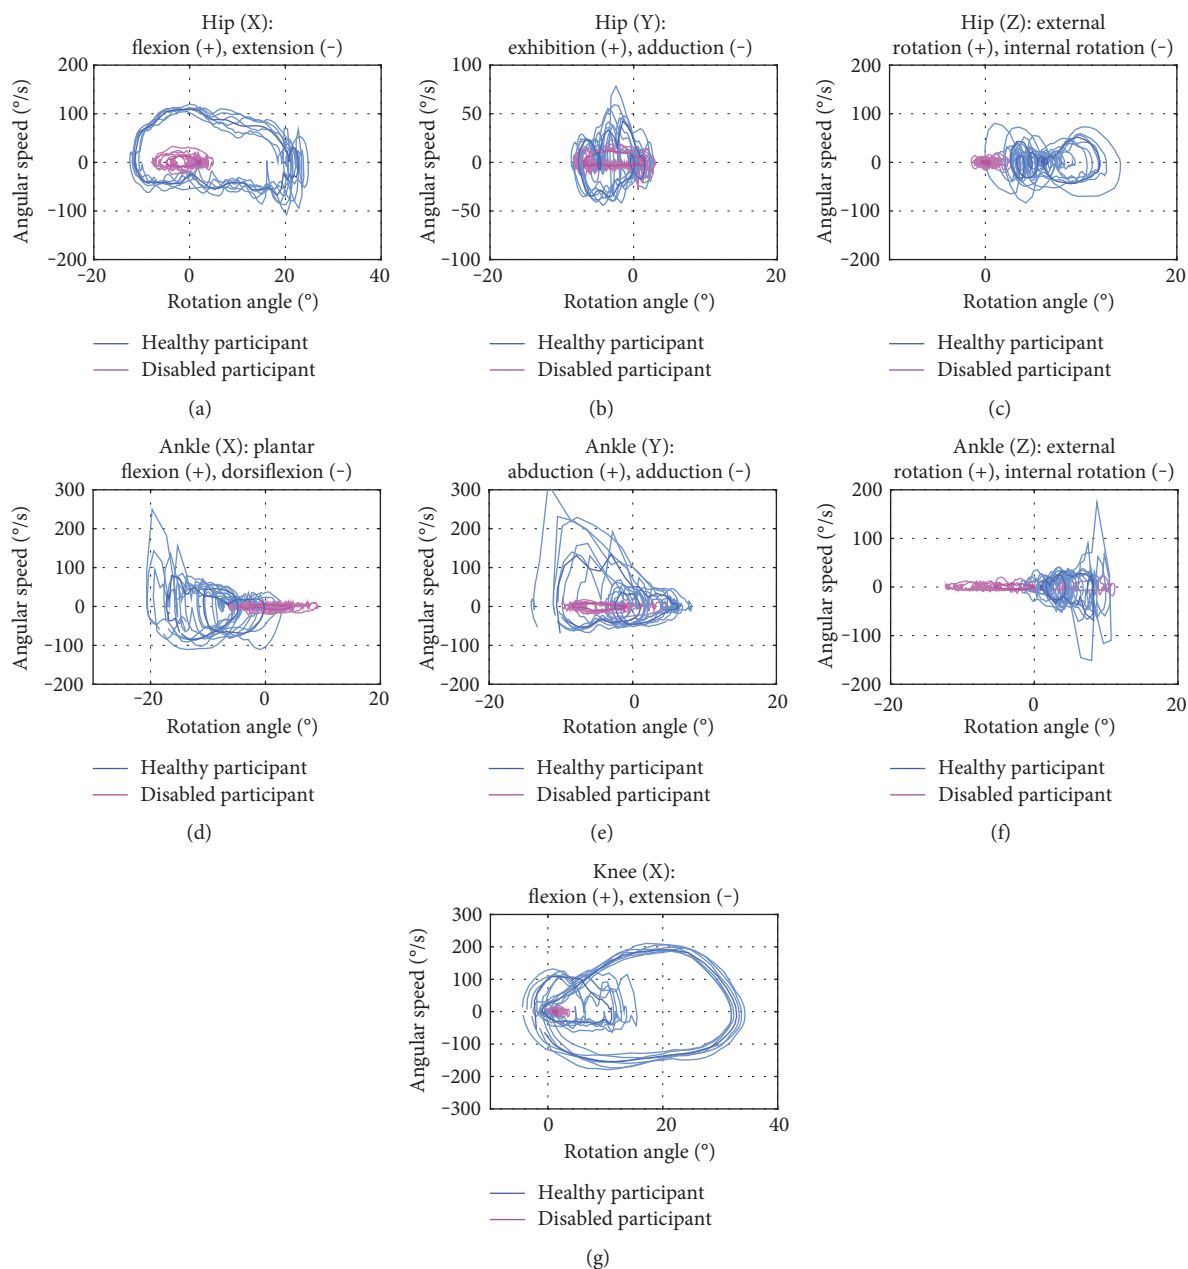 Hip (X):
flexion (+), extension (−)
Angular speed (°/s)
200
100
0
−100
−200
−20
0
20
40
Rotation angle (°)
Healthy participant
Disabled participant
(a)
Hip (Y):
exhibition (+), adduction (−)
Angular speed (°/s)
100
50
0
−50
−100
−20
0
20
Rotation angle (°)
Healthy participant
Disabled participant
(b)
Hip (Z): external
rotation (+), internal rotation (−)
Angular speed (°/s)
200
100
0
−100
−200
−10
0
10
20
Rotation angle (°)
Healthy participant
Disabled participant
(c)
Ankle (X): plantar
flexion (+), dorsiflexion (−)
Angular speed (°/s)
300
200
100
0
−100
−200
−20
0
20
Rotation angle (°)
Healthy participant
Disabled participant
(d)
Ankle (Y):
abduction (+), adduction (−)
Angular speed (°/s)
300
200
100
0
−100
−200
−20
0
20
Rotation angle (°)
Healthy participant
Disabled participant
(e)
Ankle (Z): external
rotation (+), internal rotation (−)
Angular speed (°/s)
200
100
0
−100
−200
−20
0
20
Rotation angle (°)
Healthy participant
Disabled participant
(f)
Knee (X):
flexion (+), extension (−)
Angular speed (°/s)
300
200
100
0
−100
−200
−300
0
20
40
Rotation angle (°)
Healthy participant
Disabled participant
(g)